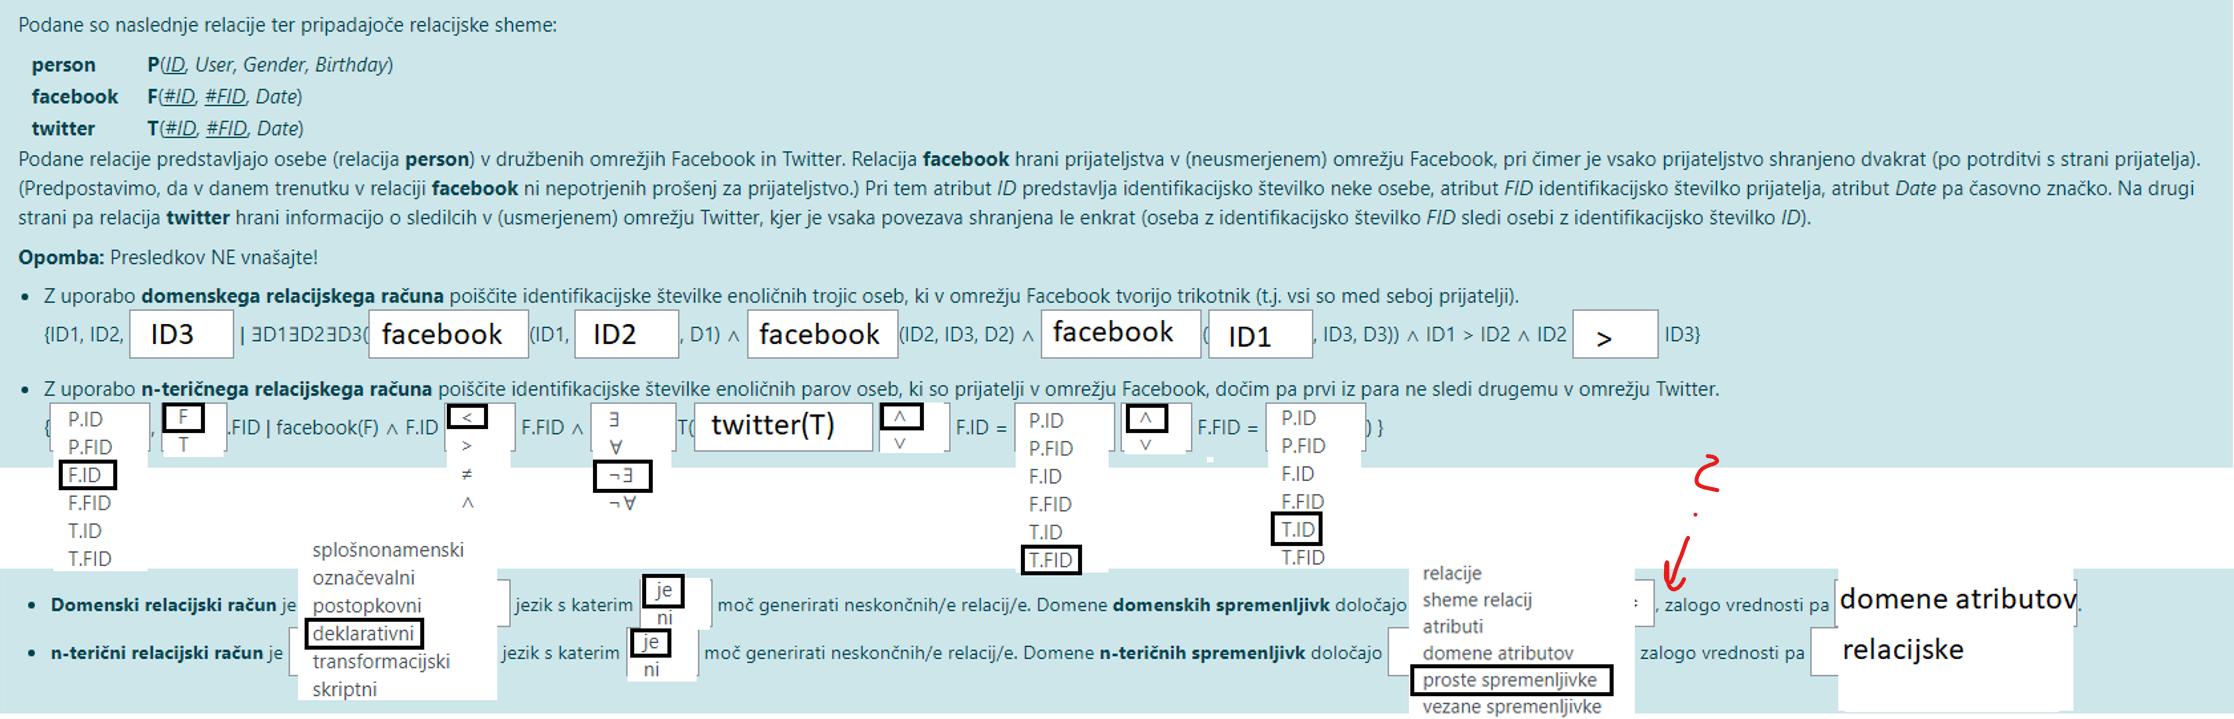 Podane so naslednje relacije ter pripadajoče relacijske sheme:
person P(ID, User, Gender, Birthday)
facebook F(#ID, #FID, Date)
twitter T(#ID, #FID, Date)
Podane relacije predstavljajo osebe (relacija person) v družbenih omrežjih Facebook in Twitter. Relacija facebook hrani prijateljstva v (neusmerjenem) omrežju Facebook, pri čimer je vsako prijateljstvo shranjeno dvakrat (po potrditvi s strani prijatelja).
(Predpostavimo, da v danem trenutku v relaciji facebook ni nepotrjenih prošenj za prijateljstvo.) Pri tem atribut ID predstavlja identifikacijsko številko neke osebe, atribut FID identifikacijsko številko prijatelja, atribut Date pa časovno značko. Na drugi
strani pa relacija twitter hrani informacijo o sledilcih v (usmerjenem) omrežju Twitter, kjer je vsaka povezava shranjena le enkrat (oseba z identifikacijsko številko FID sledi osebi z identifikacijsko številko ID).
Opomba: Presledkov NE vnašajte!
• Z uporabo domenskega relacijskega računa poiščite identifikacijske številke enoličnih trojic oseb, ki v omrežju Facebook tvorijo trikotnik (t.j. vsi so med seboj prijatelji).
{ID1, ID2, ID3 | ∃D1∃D2∃D3( facebook (ID1, ID2 , D1) ∧ facebook (ID2, ID3, D2) ∧ facebook ( ID1 , ID3, D3)) ∧ ID1 > ID2 ∧ ID2 > ID3}
• Z uporabo n-teričnega relacijskega računa poiščite identifikacijske številke enoličnih parov oseb, ki so prijatelji v omrežju Facebook, dočim pa prvi iz para ne sledi drugemu v omrežju Twitter.
{ , .FID | facebook(F) ∧ F.ID F.FID ∧ T( twitter(T) F.ID = F.FID = ) }
P.ID
P.FID
F.ID
F.FID
T.ID
T.FID
F
T
<
>
≠
∧
∃
∀
¬∃
¬∀
∧
∨
P.ID
P.FID
F.ID
F.FID
T.ID
T.FID
∧
∨
P.ID
P.FID
F.ID
F.FID
T.ID
T.FID
?
• Domenski relacijski račun je jezik s katerim je moč generirati neskončnih/e relacij/e. Domene domenskih spremenljivk določajo , zalogo vrednosti pa domene atributov.
ni
• n-terični relacijski račun je jezik s katerim je moč generirati neskončnih/e relacij/e. Domene n-teričnih spremenljivk določajo zalogo vrednosti pa relacijske
ni
splošnonamenski
označevalni
postopkovni
deklarativni
transformacijski
skriptni
relacije
sheme relacij
atributi
domene atributov
proste spremenljivke
vezane spremenljivke